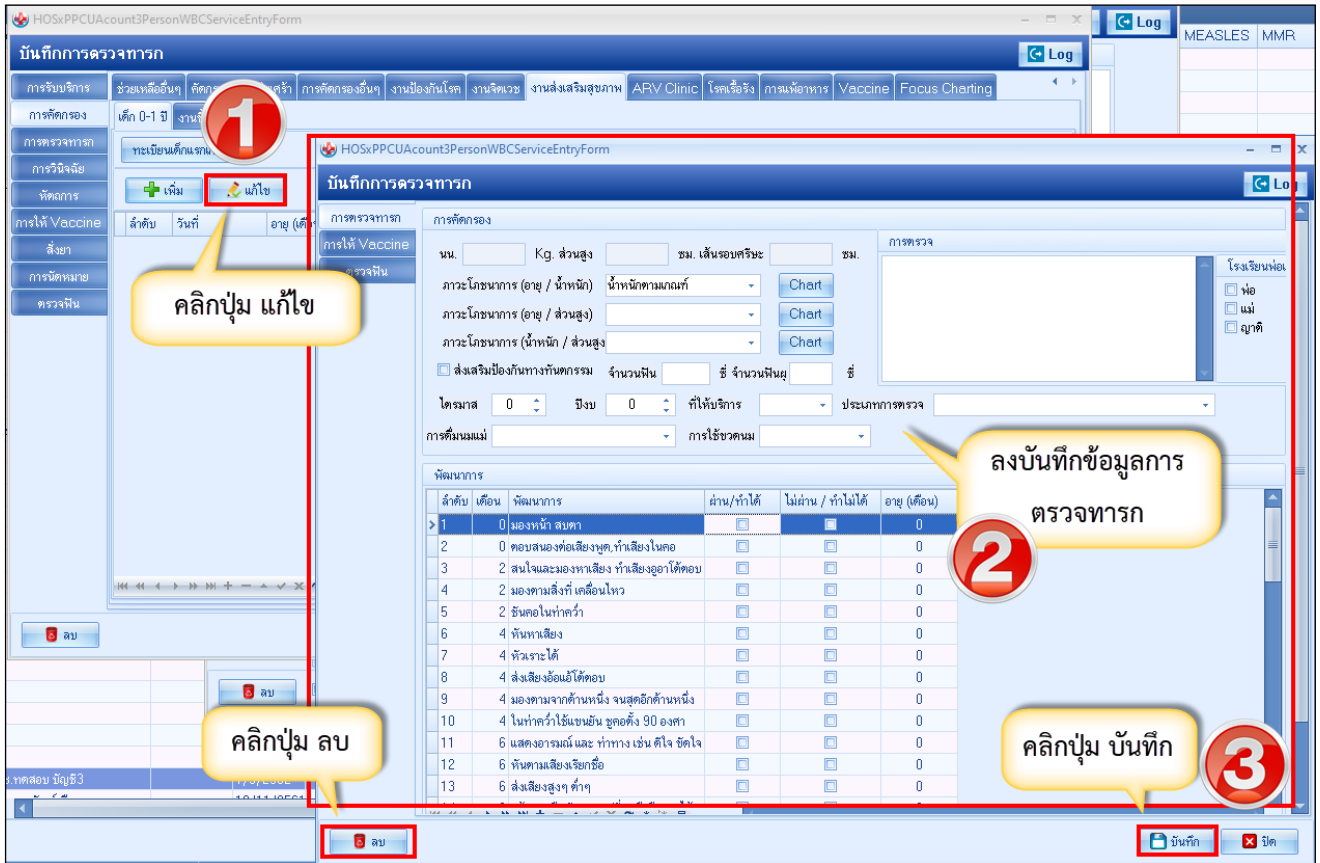 HOSxPPCUAcount3PersonWBCServiceEntryForm
Log
MEASLES MMR
บันทึกการตรวจทารก
Log
การรับบริการ
ช่วยเหลืออื่นๆ
การคัดกรองอื่นๆ งานป้องกันโรค งานจิตเวช งานส่งเสริมสุขภาพ ARV Clinic โรคเรื้อรัง การแพ้อาหาร Vaccine Focus Charting
การคัดกรอง
เด็ก 0-1 ปี
1
การตรวจทารก
การวินิจฉัย
หัตถการ
การให้ Vaccine
สั่งยา
การนัดหมาย
ตรวจฟัน
เพิ่ม
แก้ไข
ลำดับ วันที่
คลิกปุ่ม แก้ไข
ลบ
ลบ
คลิกปุ่ม ลบ
ทดสอบ บัญชี3
HOSxPPCUAcount3PersonWBCServiceEntryForm
บันทึกการตรวจทารก
การตรวจทารก
การให้ Vaccine
การคัดกรอง
นน. Kg. ส่วนสูง ซม. เส้นรอบศรีษะ ซม.
การตรวจ
ภาวะโภชนาการ (อายุ / น้ำหนัก) น้ำหนักตามเกณฑ์ Chart
ภาวะโภชนาการ (อายุ / ส่วนสูง) Chart
ภาวะโภชนาการ (น้ำหนัก / ส่วนสูง Chart
พ่อ
แม่
ญาติ
ส่งเสริมป้องกันทางทันตกรรม จำนวนฟัน ซี่ จำนวนฟันผุ ซี่
ไตรมาส 0 ปีงบ 0 ที่ให้บริการ ประเภทการตรวจ
การดื่มนมแม่ การใช้ขวดนม
ลงบันทึกข้อมูลการ
ตรวจทารก
2
พัฒนาการ
ลำดับ เดือน พัฒนาการ ผ่าน/ทำได้ ไม่ผ่าน / ทำไม่ได้ อายุ (เดือน)
1 0 มองหน้า สบตา 0
2 0 ตอบสนองต่อเสียงพูด,ทำเสียงในคอ 0
3 2 สนใจและมองหาเสียง ทำเสียงอูอาโต้ตอบ 0
4 2 มองตามสิ่งที่ เคลื่อนไหว 0
5 2 ชันคอในท่าคว่ำ 0
6 4 หันหาเสียง 0
7 4 หัวเราะได้ 0
8 4 ส่งเสียงอ้อแอ้โต้ตอบ 0
9 4 มองตามจากด้านหนึ่ง จนสุดอีกด้านหนึ่ง 0
10 4 ในท่าคว่ำใช้แขนยัน ชูคอตั้ง 90 องศา 0
11 6 แสดงอารมณ์ และ ท่าทาง เช่น ดีใจ ขัดใจ 0
12 6 หันตามเสียงเรียกชื่อ 0
13 6 ส่งเสียงสูงๆ ต่ำๆ 0
คลิกปุ่ม บันทึก
3
ลบ
บันทึก
ปิด